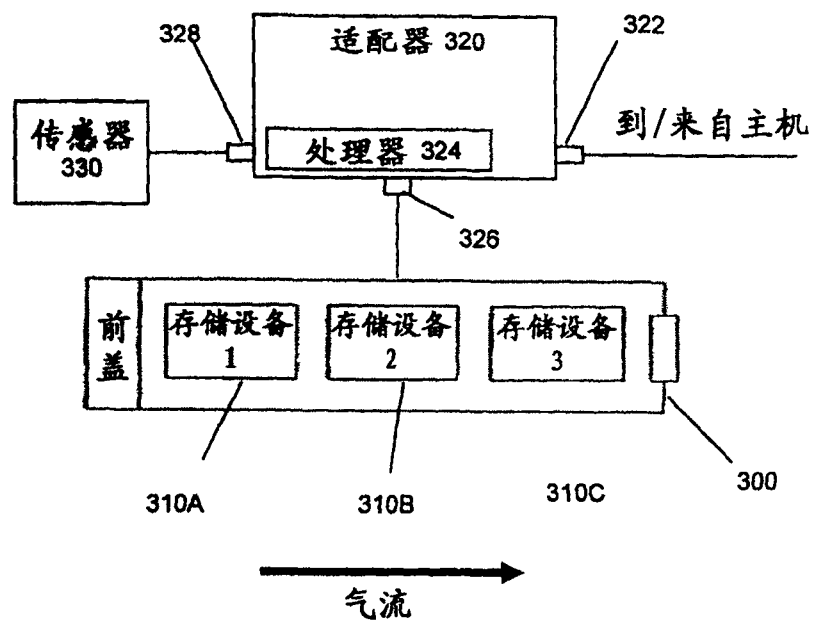 328
适配器 320
322
传感器
330
处理器 324
到/来自主机
326
前盖
存储设备
1
存储设备
2
存储设备
3
310A
310B
310C
300
气流